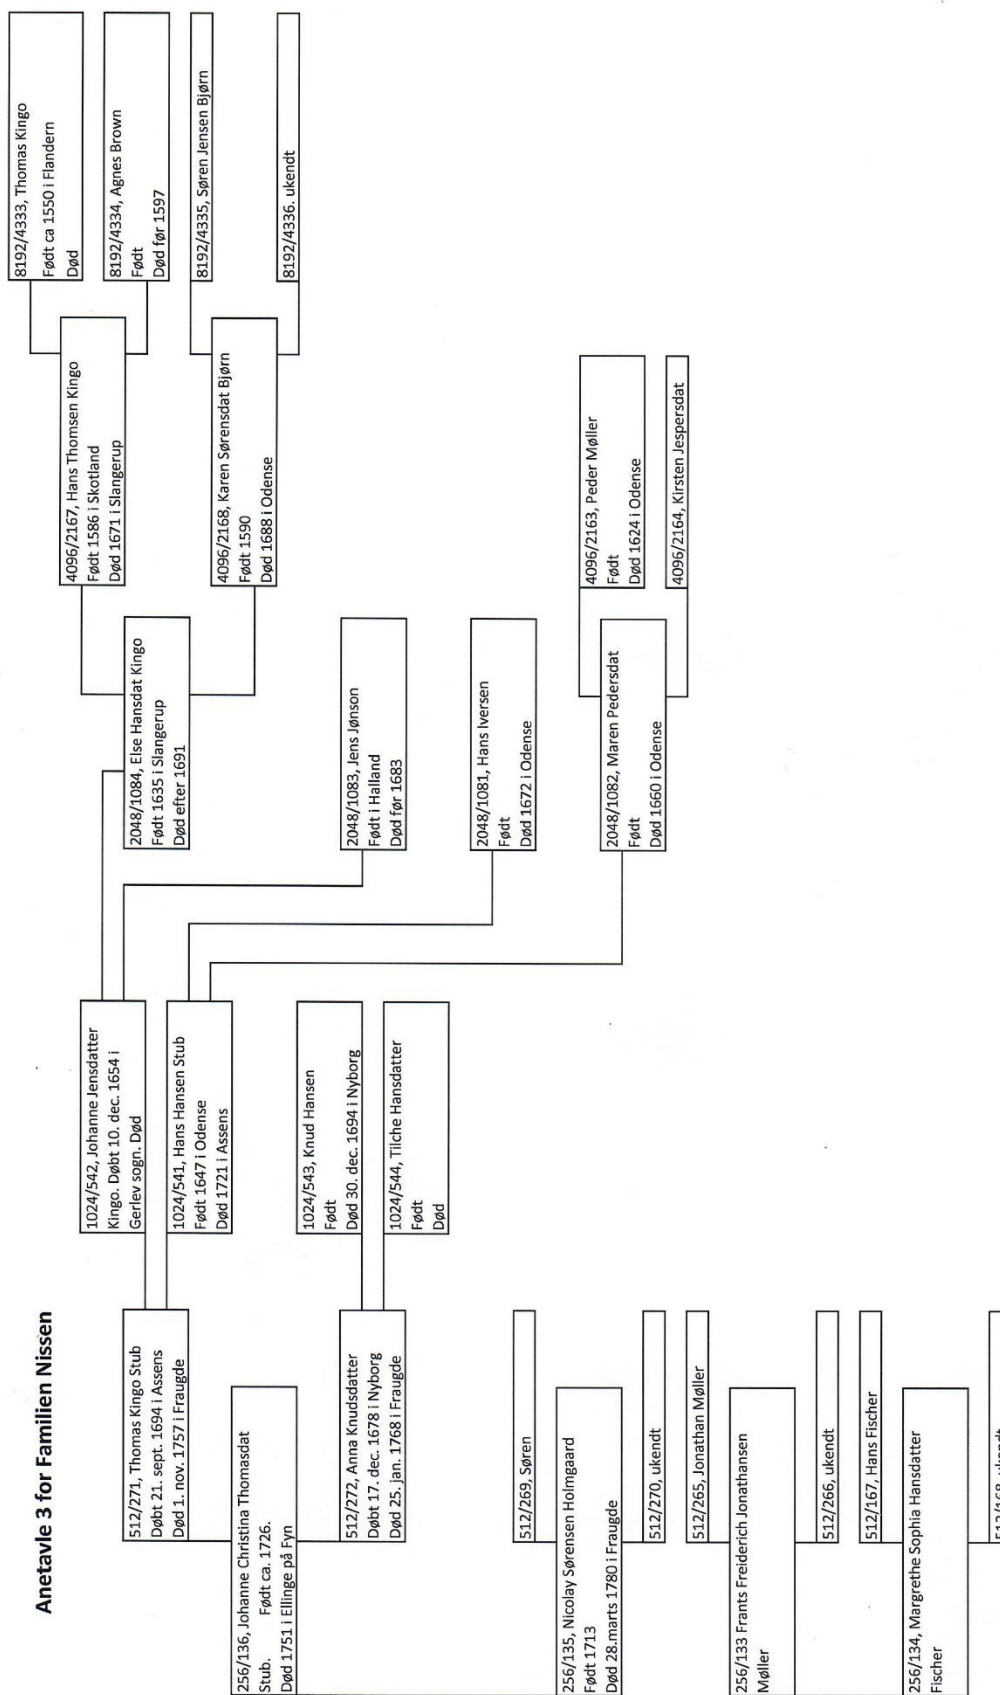 Anetavle 3 for Familien Nissen
256/136, Johanne Christina Thomasdat
Stub. Født ca. 1726.
Død 1751 i Ellinge på Fyn
256/135, Nicolay Sørensen Holmgaard
Født 1713
Død 28.marts 1780 i Fraugde
256/133 Frants Freiderich Jonathansen
Møller
256/134, Margrethe Sophia Hansdatter
Fischer
512/271, Thomas Kingo Stub
Døbt 21. sept. 1694 i Assens
Død 1. nov. 1757 i Fraugde
512/272, Anna Knudsdatter
Døbt 17. dec. 1678 i Nyborg
Død 25. jan. 1768 i Fraugde
512/269, Søren
512/270, ukendt
512/265, Jonathan Møller
512/266, ukendt
512/167, Hans Fischer
512/168, ukendt
1024/542, Johanne Jensdatter
Kingo. Døbt 10. dec. 1654 i
Gerlev sogn. Død
1024/541, Hans Hansen Stub
Født 1647 i Odense
Død 1721 i Assens
1024/543, Knud Hansen
Født
Død 30. dec. 1694 i Nyborg
1024/544, Tilche Hansdatter
Født
Død
2048/1084, Else Hansdat Kingo
Født 1635 i Slangerup
Død efter 1691
2048/1083, Jens Jønson
Født i Halland
Død før 1683
2048/1081, Hans Iversen
Født
Død 1672 i Odense
2048/1082, Maren Pedersdat
Født
Død 1660 i Odense
4096/2167, Hans Thomsen Kingo
Født 1586 i Skotland
Død 1671 i Slangerup
4096/2168, Karen Sørensdat Bjørn
Født 1590
Død 1688 i Odense
4096/2163, Peder Møller
Født
Død 1624 i Odense
4096/2164, Kirsten Jespersdat
8192/4333, Thomas Kingo
Født ca 1550 i Flandern
Død
8192/4334, Agnes Brown
Født
Død før 1597
8192/4335, Søren Jensen Bjørn
8192/4336. ukendt